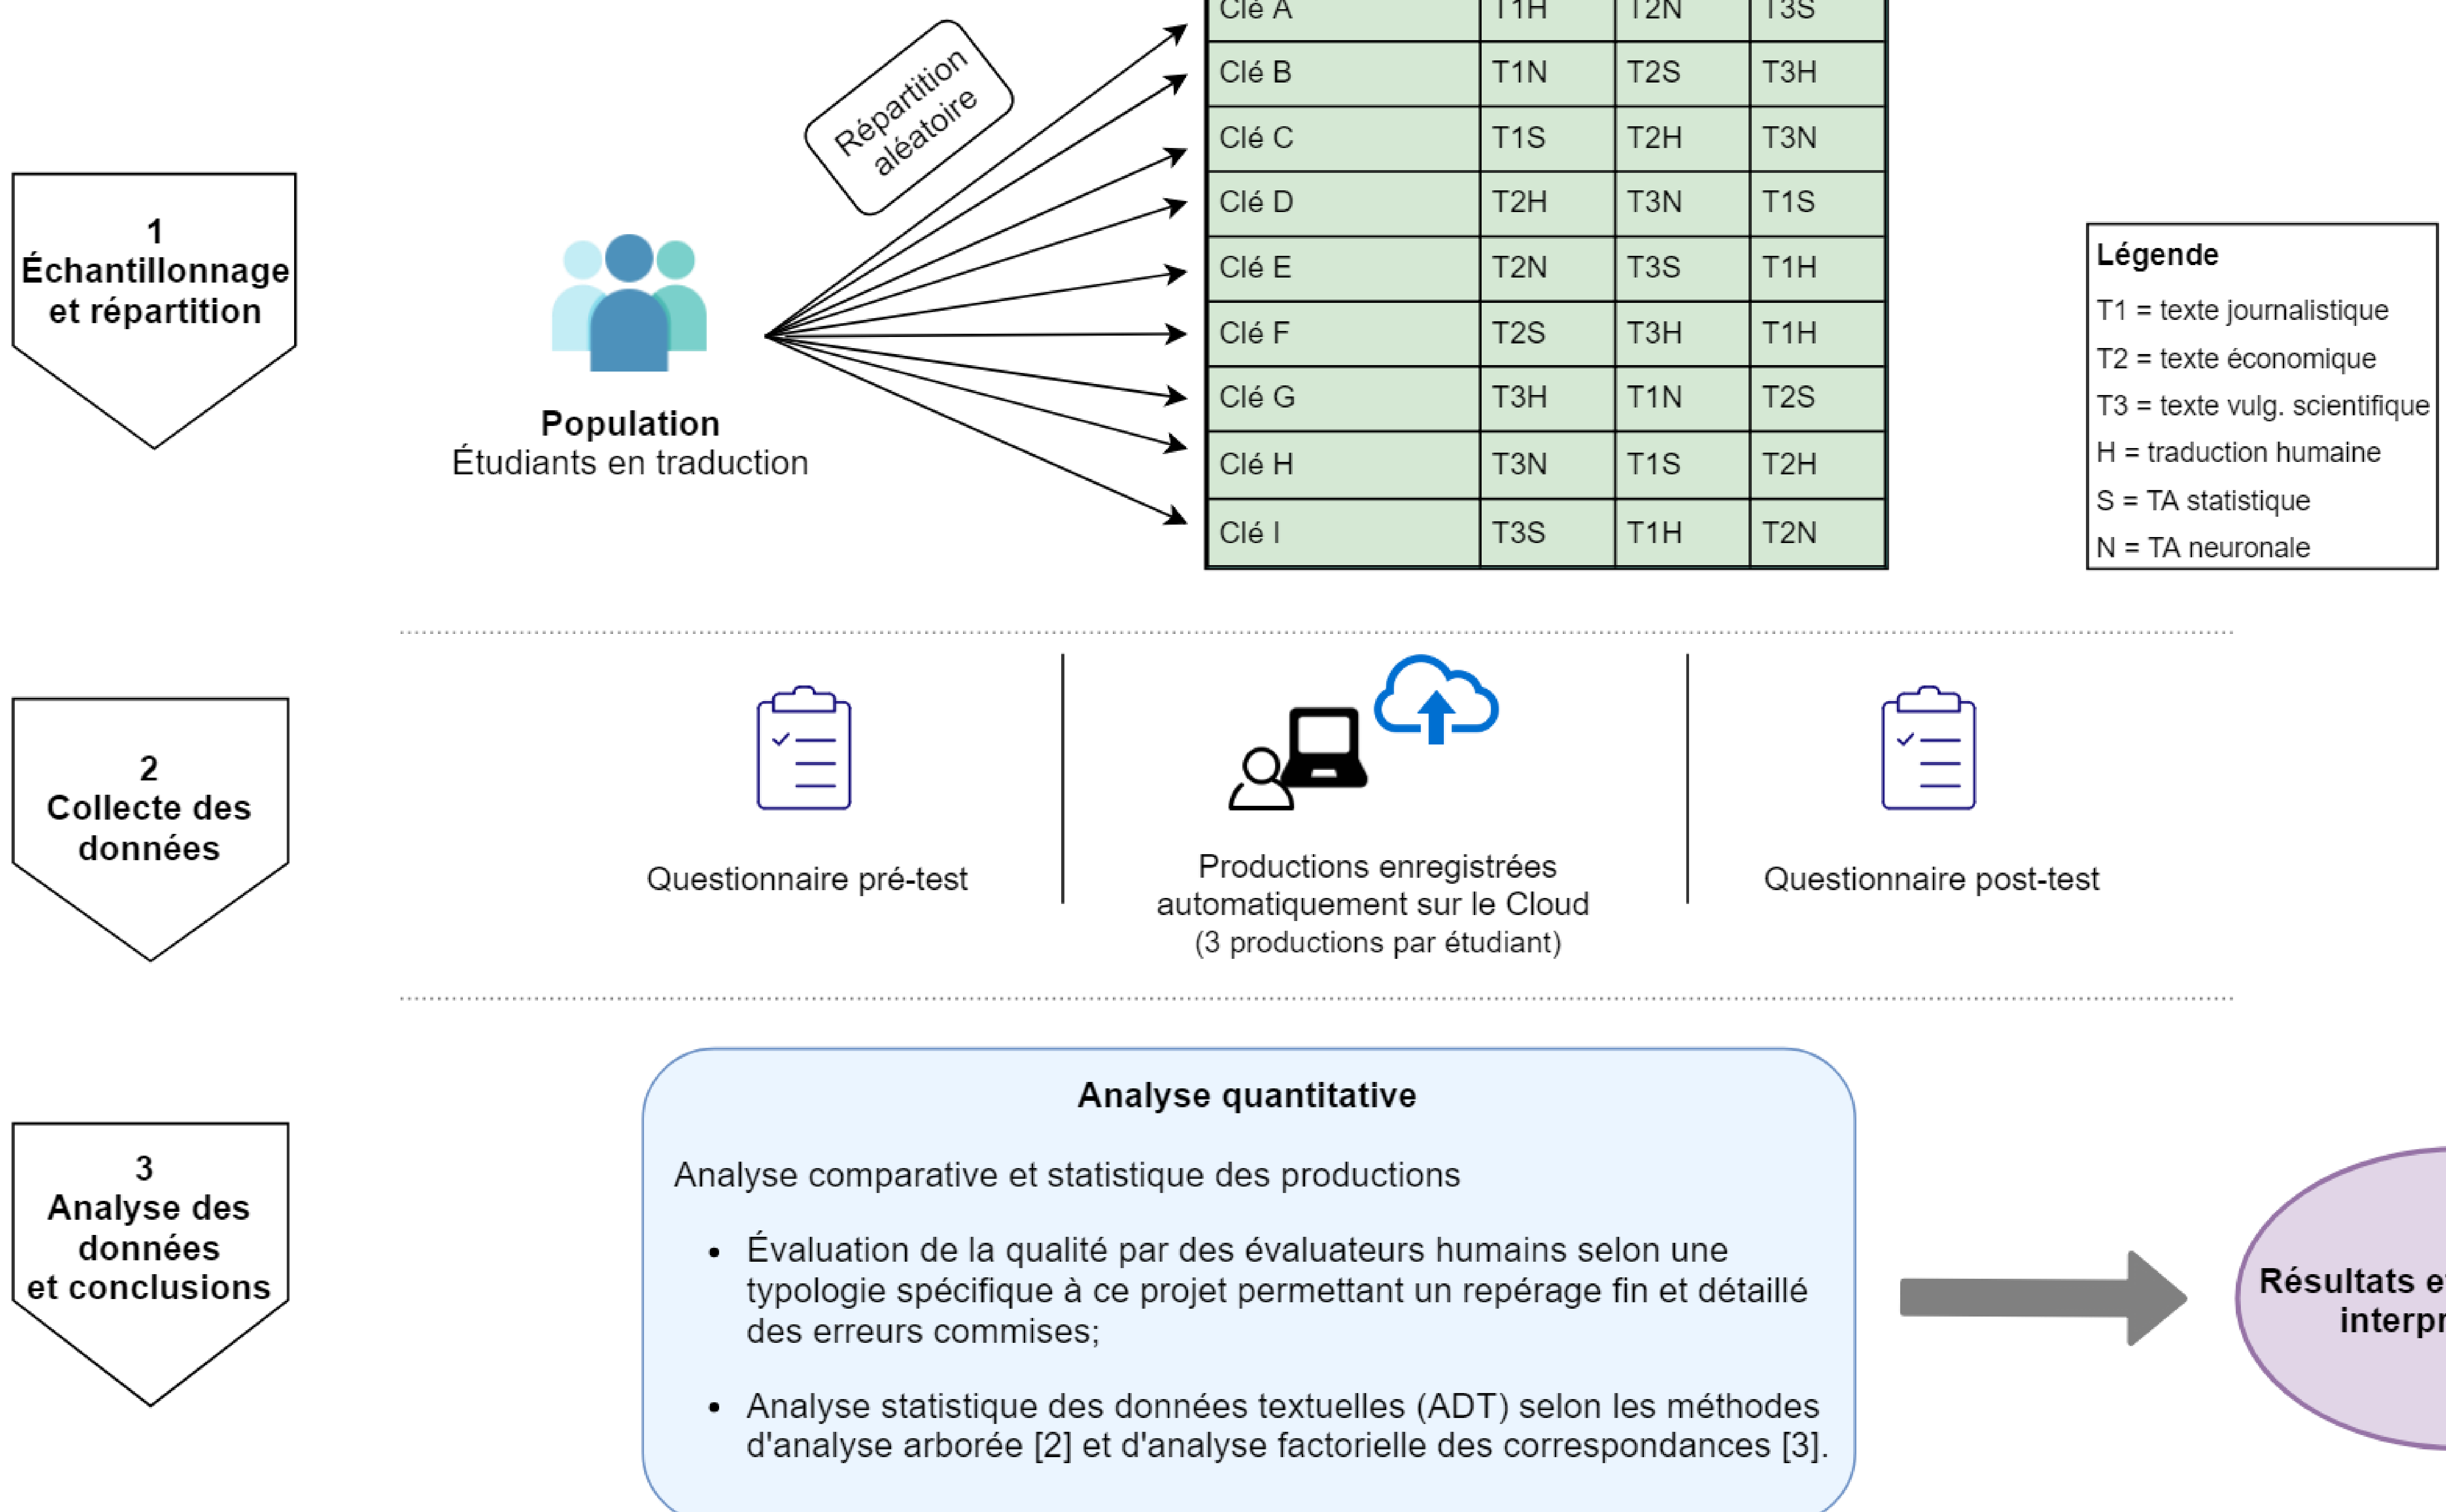 Clé A T1H T2N T3S
Répartition
aléatoire
Clé B T1N T2S T3H
Clé C T1S T2H T3N
Clé D T2H T3N T1S
Clé E T2N T3S T1H
Clé F T2S T3H T1H
Clé G T3H T1N T2S
Clé H T3N T1S T2H
Clé I T3S T1H T2N
1
Échantillonnage
et répartition
Population
Étudiants en traduction
Légende
T1 = texte journalistique
T2 = texte économique
T3 = texte vulg. scientifique
H = traduction humaine
S = TA statistique
N = TA neuronale
2
Collecte des
données
Questionnaire pré-test
Productions enregistrées
automatiquement sur le Cloud
(3 productions par étudiant)
Questionnaire post-test
3
Analyse des
données
et conclusions
Analyse quantitative
Analyse comparative et statistique des productions
• Évaluation de la qualité par des évaluateurs humains selon une
typologie spécifique à ce projet permettant un repérage fin et détaillé
des erreurs commises;
• Analyse statistique des données textuelles (ADT) selon les méthodes
d'analyse arborée [2] et d'analyse factorielle des correspondances [3].
Résultats